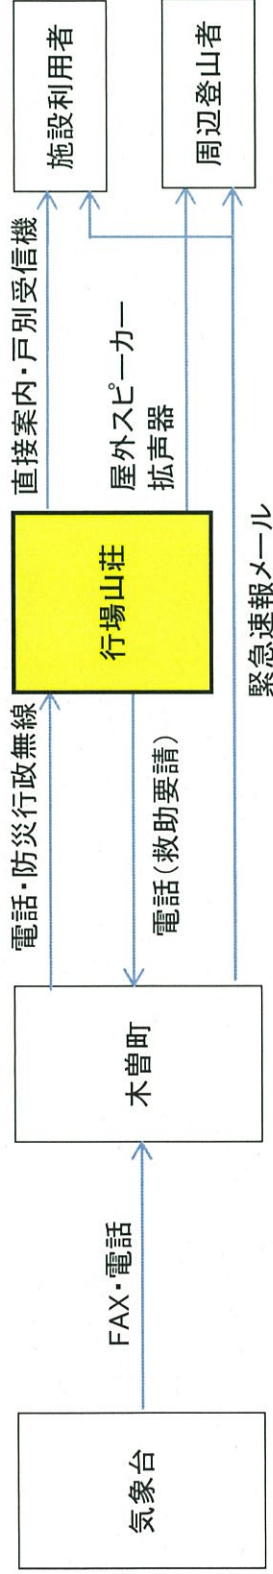 気象台
FAX・電話
木曽町
電話・防災行政無線
電話(救助要請)
行場山荘
直接案内・戸別受信機
屋外スピーカー
拡声器
緊急速報メール
施設利用者
周辺登山者